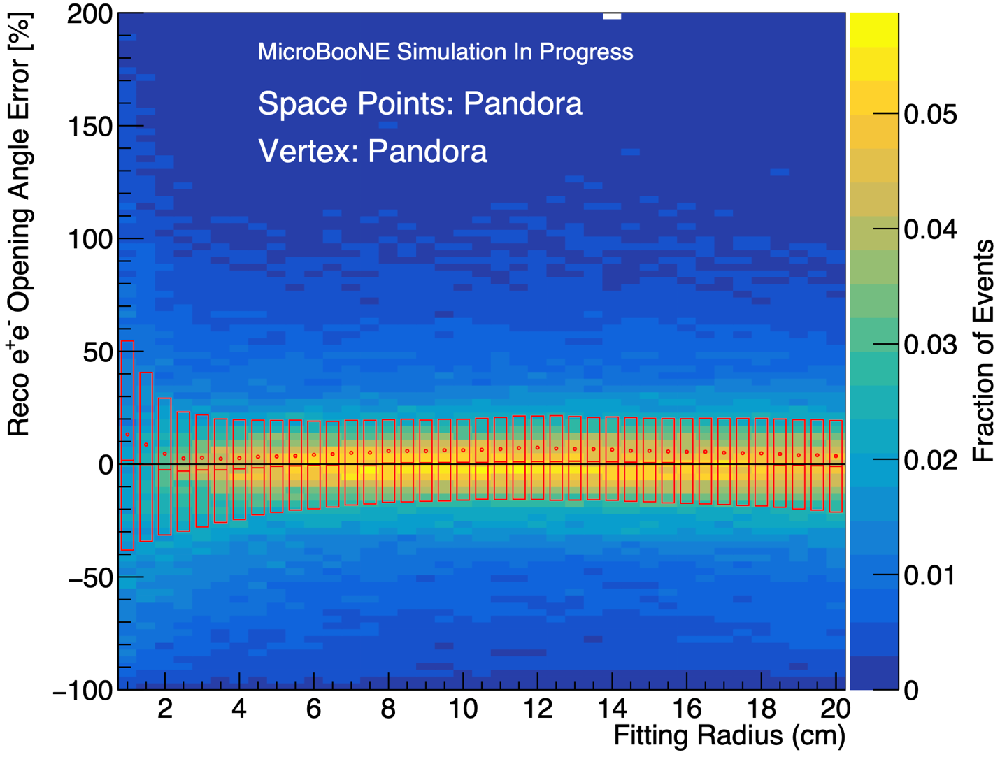 Reco e+e- Opening Angle Error [%]
200
150
100
50
0
−50
−100
MicroBooNE Simulation In Progress
Space Points: Pandora
Vertex: Pandora
2 4 6 8 10 12 14 16 18 20
Fitting Radius (cm)
0.05
0.04
0.03
0.02
0.01
0
Fraction of Events